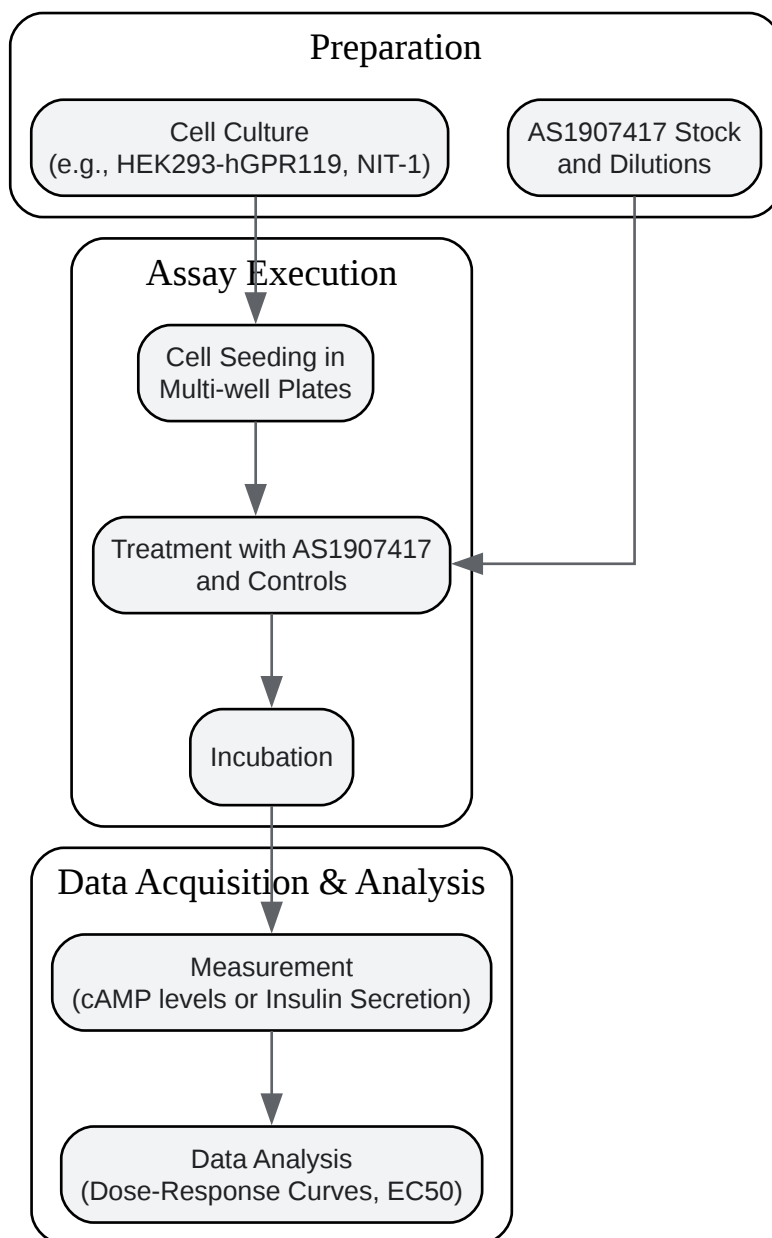 Preparation
Cell Culture
(e.g., HEK293-hGPR119, NIT-1)
AS1907417 Stock
and Dilutions
Assay Execution
Cell Seeding in
Multi-well Plates
Treatment with AS1907417
and Controls
Incubation
Data Acquisition & Analysis
Measurement
(cAMP levels or Insulin Secretion)
Data Analysis
(Dose-Response Curves, EC50)